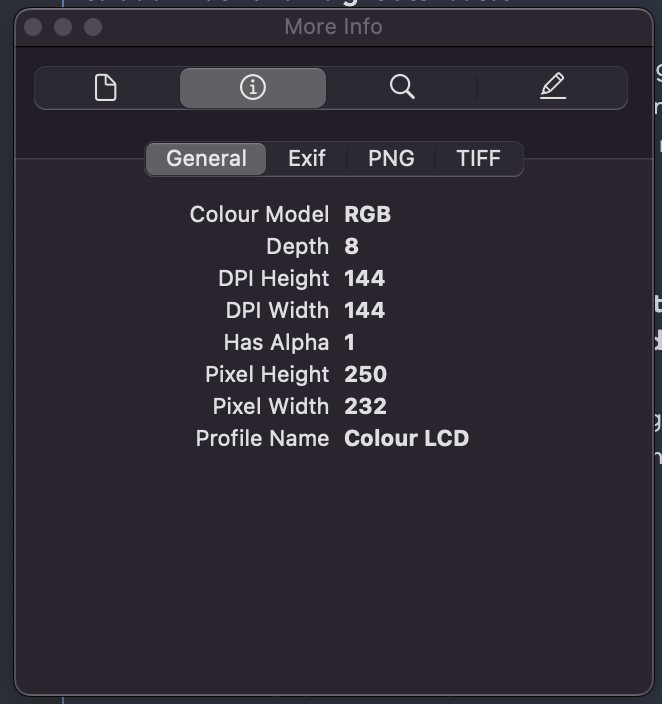 More Info
General Exif PNG TIFF
Colour Model RGB
Depth 8
DPI Height 144
DPI Width 144
Has Alpha 1
Pixel Height 250
Pixel Width 232
Profile Name Colour LCD